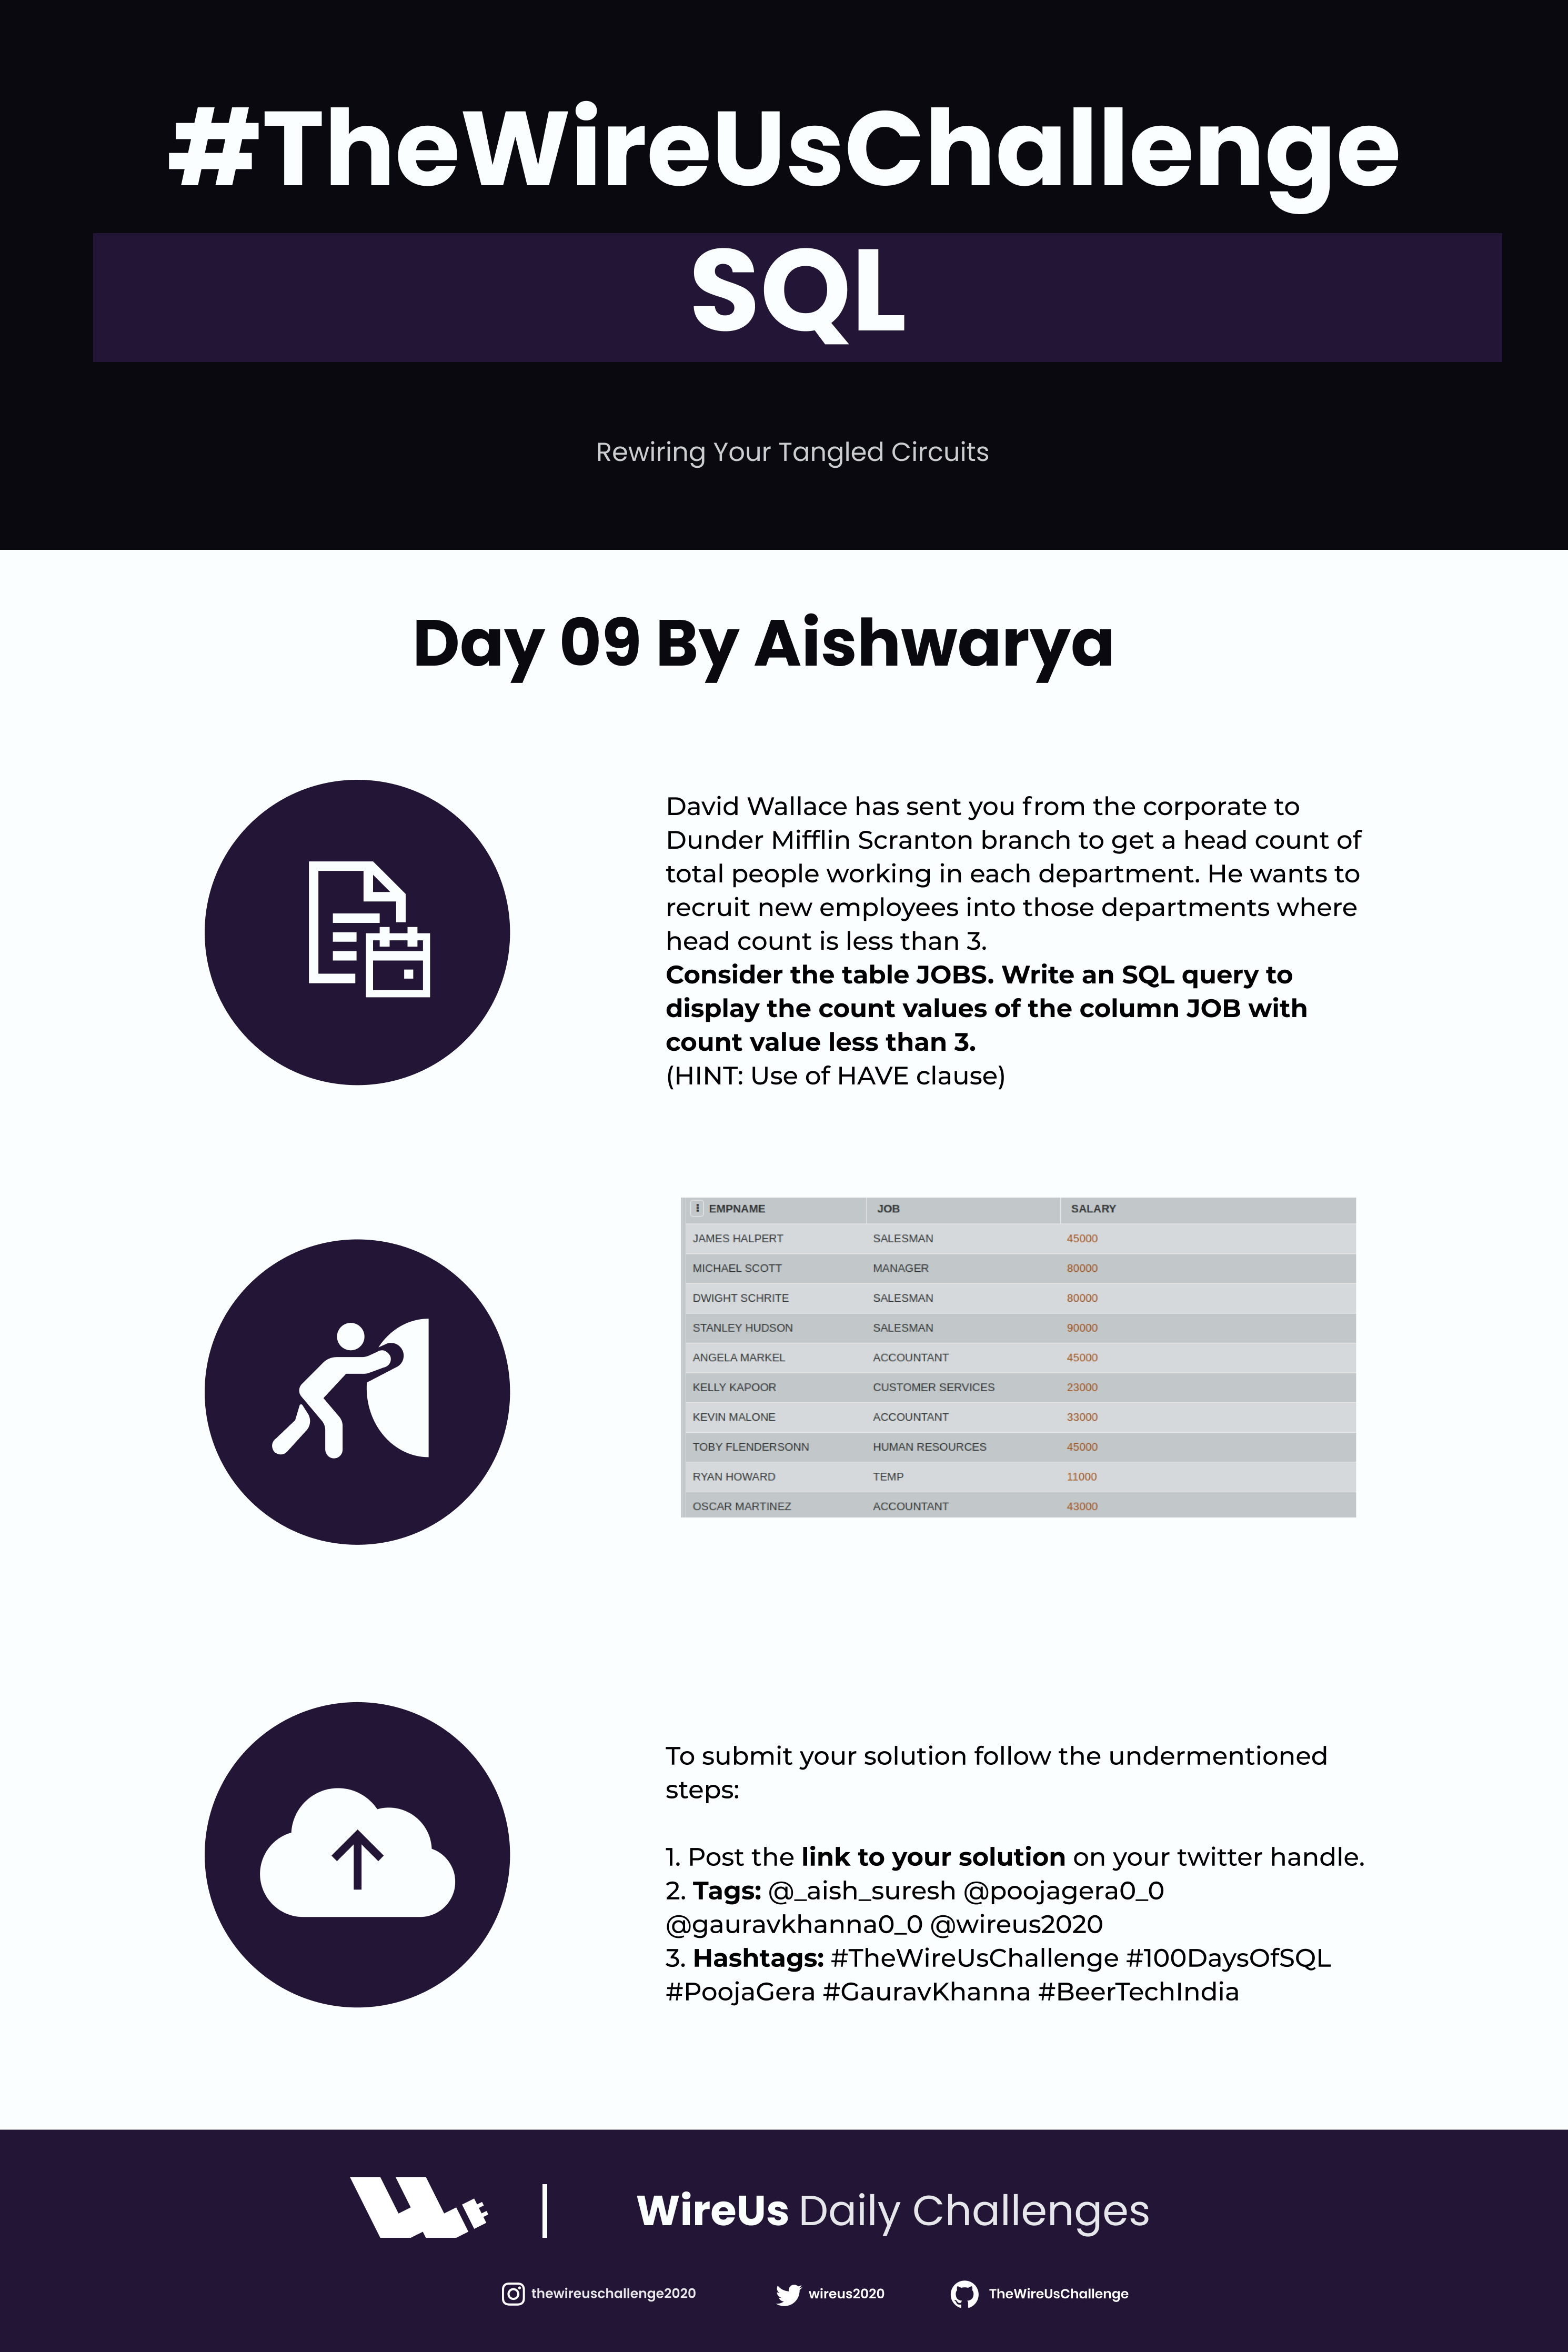 #TheWireUsChallenge
SQL
Rewiring Your Tangled Circuits
Day 09 By Aishwarya
David Wallace has sent you from the corporate to
Dunder Mifflin Scranton branch to get a head count of
total people working in each department. He wants to
recruit new employees into those departments where
head count is less than 3.
Consider the table JOBS. Write an SQL query to
display the count values of the column JOB with
count value less than 3.
(HINT: Use of HAVE clause)
EMPNAME JOB SALARY
JAMES HALPERT SALESMAN 45000
MICHAEL SCOTT MANAGER 80000
DWIGHT SCHRITE SALESMAN 80000
STANLEY HUDSON SALESMAN 90000
ANGELA MARKEL ACCOUNTANT 45000
KELLY KAPOOR CUSTOMER SERVICES 23000
KEVIN MALONE ACCOUNTANT 33000
TOBY FLENDERSONN HUMAN RESOURCES 45000
RYAN HOWARD TEMP 11000
OSCAR MARTINEZ ACCOUNTANT 43000
To submit your solution follow the undermentioned
steps:
1. Post the link to your solution on your twitter handle.
2. Tags: @_aish_suresh @poojagera0_0
@gauravkhanna0_0 @wireus2020
3. Hashtags: #TheWireUsChallenge #100DaysOfSQL
#PoojaGera #GauravKhanna #BeerTechIndia
WireUs Daily Challenges
thewireuschallenge2020 wireus2020 TheWireUsChallenge